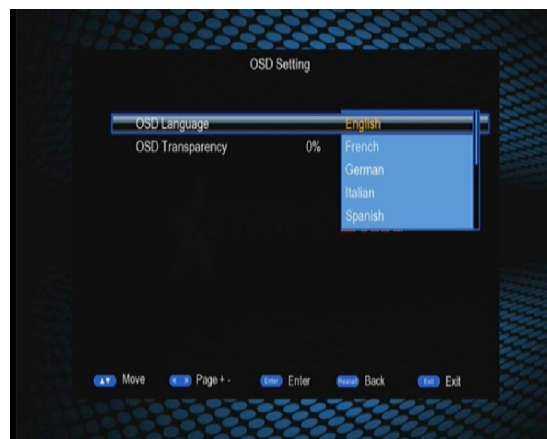 OSD Setting
OSD Language English
OSD Transparency 0% French
German
Italian
Spanish
Move Page + - Enter Enter Recall Back Exit Exit